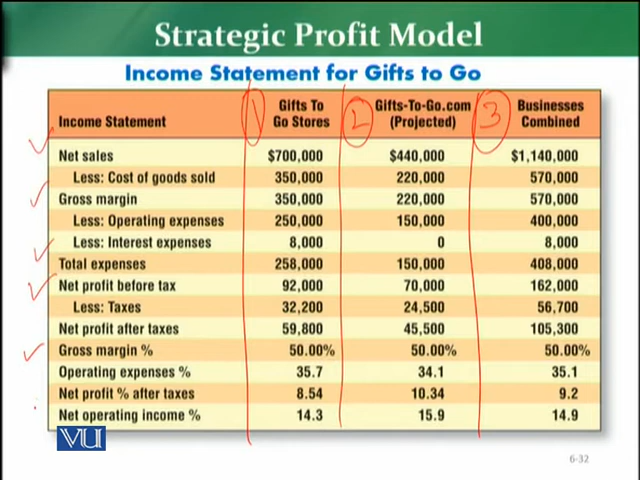 Strategic Profit Model
Income Statement for Gifts to Go
Income Statement 1 Gifts To Go Stores 2 Gifts-To-Go.com (Projected) 3 Businesses Combined
Net sales $700,000 $440,000 $1,140,000
Less: Cost of goods sold 350,000 220,000 570,000
Gross margin 350,000 220,000 570,000
Less: Operating expenses 250,000 150,000 400,000
Less: Interest expenses 8,000 0 8,000
Total expenses 258,000 150,000 408,000
Net profit before tax 92,000 70,000 162,000
Less: Taxes 32,200 24,500 56,700
Net profit after taxes 59,800 45,500 105,300
Gross margin % 50.00% 50.00% 50.00%
Operating expenses % 35.7 34.1 35.1
Net profit % after taxes 8.54 10.34 9.2
Net operating income % 14.3 15.9 14.9
VU
6-32